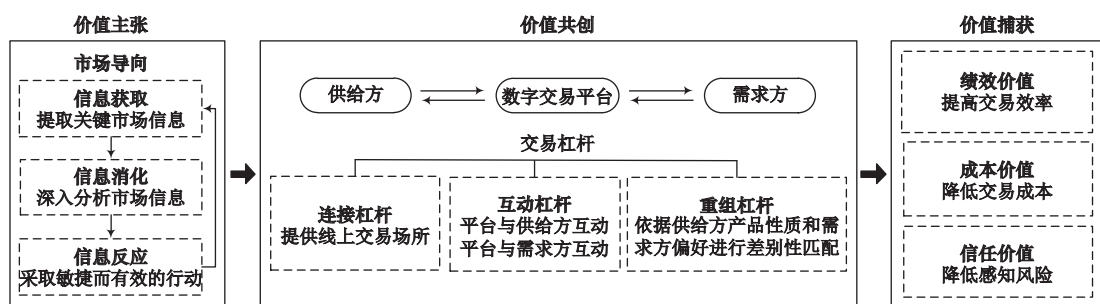 价值主张
市场导向
信息获取
提取关键市场信息
信息消化
深入分析市场信息
信息反应
采取敏捷而有效的行动
价值共创
供给方
数字交易平台
需求方
交易杠杆
连接杠杆
提供线上交易场所
互动杠杆
平台与供给方互动
平台与需求方互动
重组杠杆
依据供给方产品性质和需
求方偏好进行差别性匹配
价值捕获
绩效价值
提高交易效率
成本价值
降低交易成本
信任价值
降低感知风险